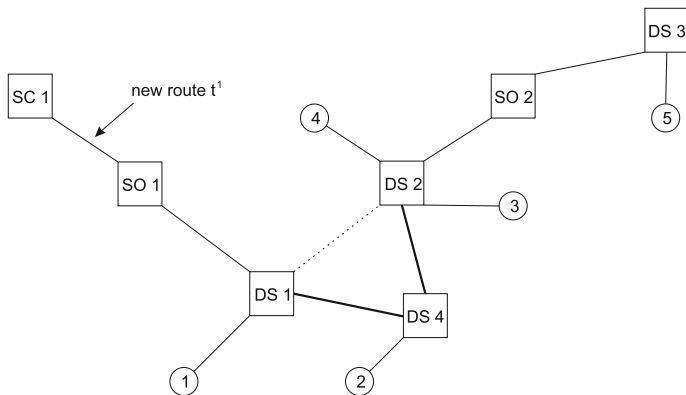 DS 3
SC 1
new route t¹
SO 2
4
5
SO 1
DS 2
3
DS 1
DS 4
1
2